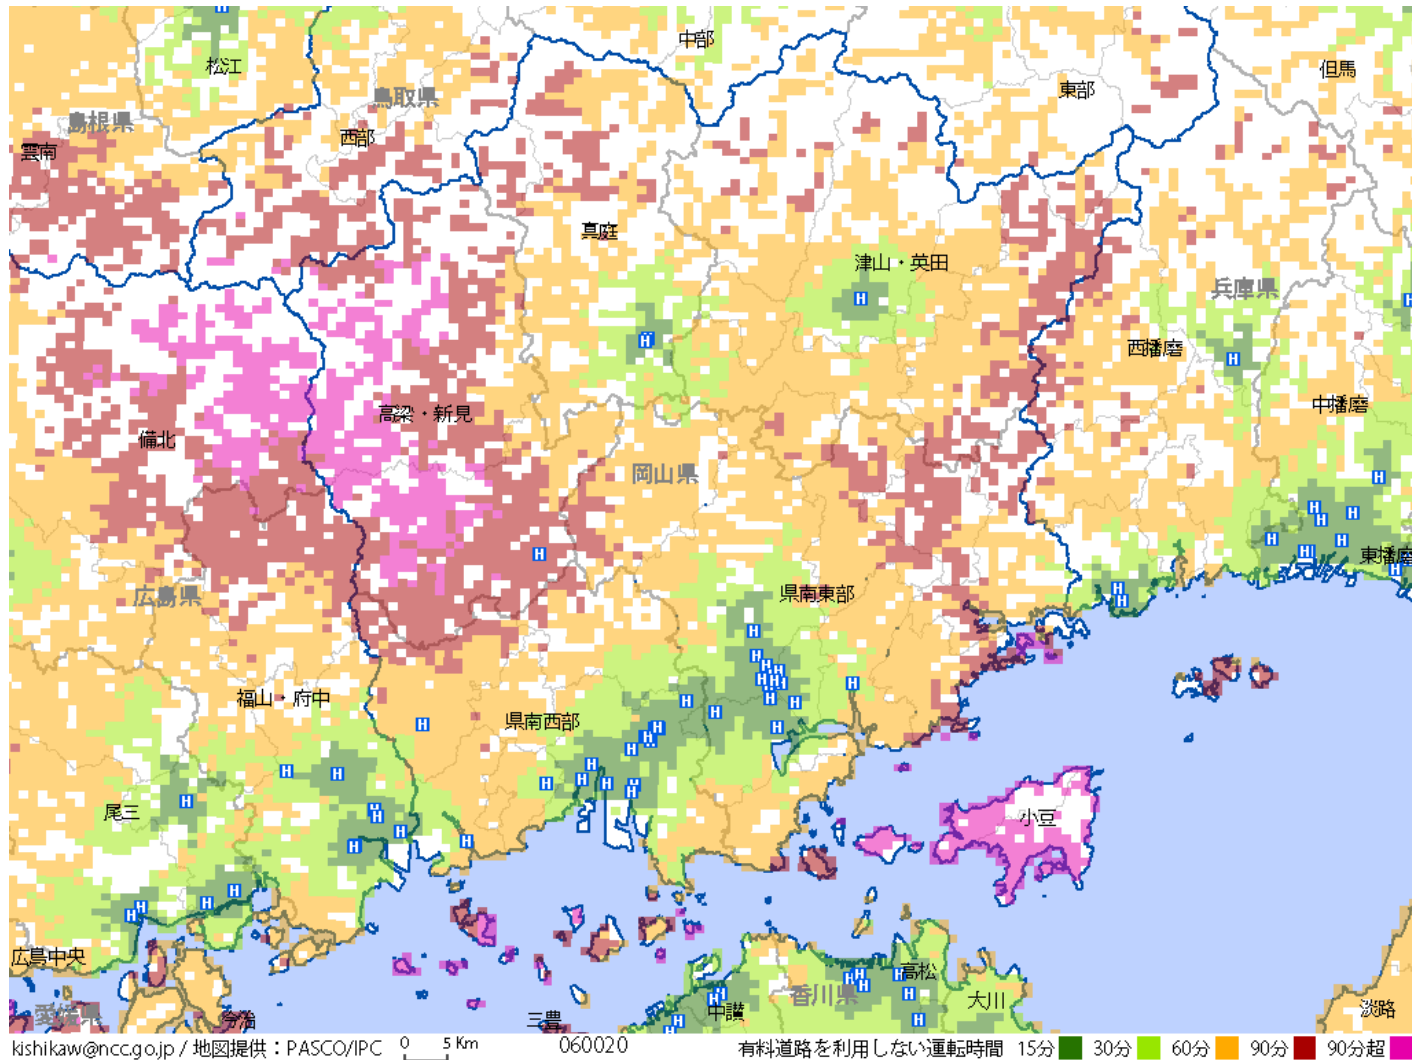 中部
松江
但馬
東部
鳥取県
島根県
西部
雲南
真庭
津山・英田
兵庫県
西播磨
中播磨
高梁・新見
備北
岡山県
東播磨
県南東部
広島県
福山・府中
県南西部
尾三
小豆
広島中央
高松
香川県
大川
中讃
淡路
愛媛県
今治
三豊
kishikaw@ncc.go.jp / 地図提供：PASCO/IPC 0 5 Km 060020 有料道路を利用しない運転時間 15分 30分 60分 90分 90分超